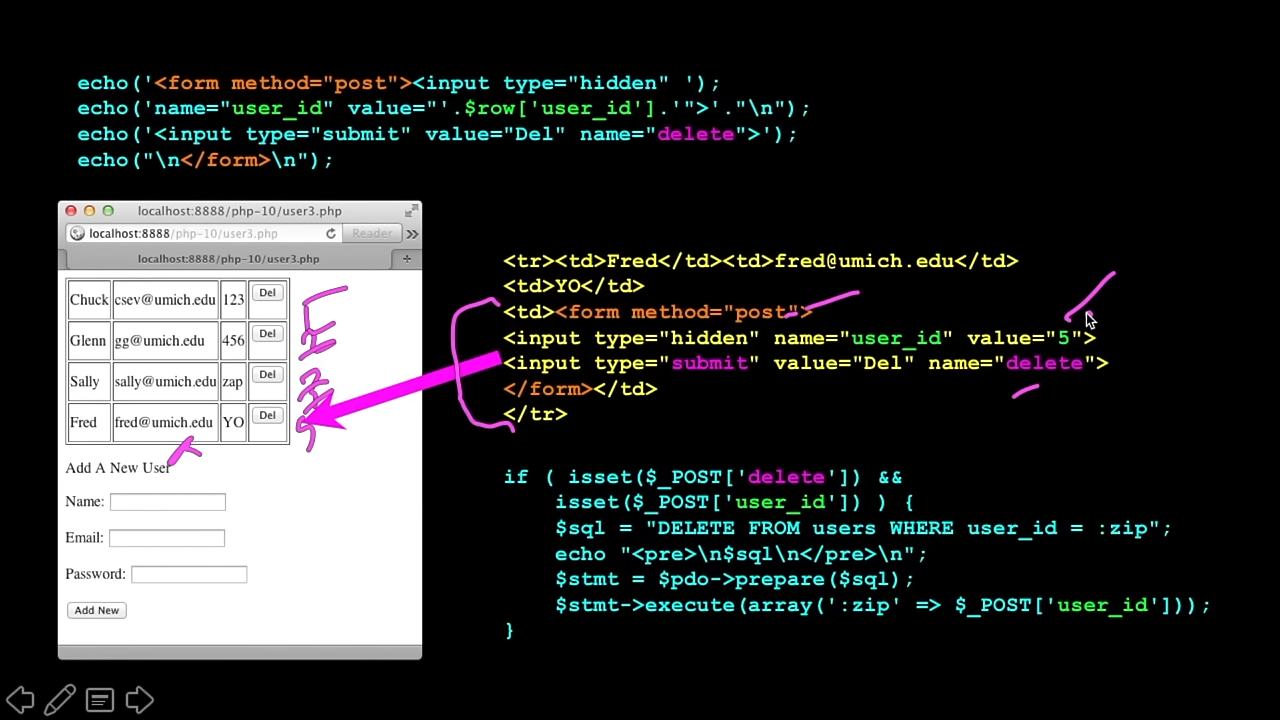 echo('<form method="post"><input type="hidden" ');
echo('name="user_id" value="'.$row['user_id'].'">'."\n");
echo('<input type="submit" value="Del" name="delete">');
echo("\n</form>\n");
localhost:8888/php-10/user3.php
localhost:8888/php-10/user3.php Reader
localhost:8888/php-10/user3.php
Chuck csev@umich.edu 123 Del
Glenn gg@umich.edu 456 Del
Sally sally@umich.edu zap Del
Fred fred@umich.edu YO Del
Add A New User
Name:
Email:
Password:
Add New
<tr><td>Fred</td><td>fred@umich.edu</td>
<td>YO</td>
<td><form method="post">
<input type="hidden" name="user_id" value="5">
<input type="submit" value="Del" name="delete">
</form></td>
</tr>
if ( isset($_POST['delete']) &&
isset($_POST['user_id']) ) {
$sql = "DELETE FROM users WHERE user_id = :zip";
echo "<pre>\n$sql\n</pre>\n";
$stmt = $pdo->prepare($sql);
$stmt->execute(array(':zip' => $_POST['user_id']));
}